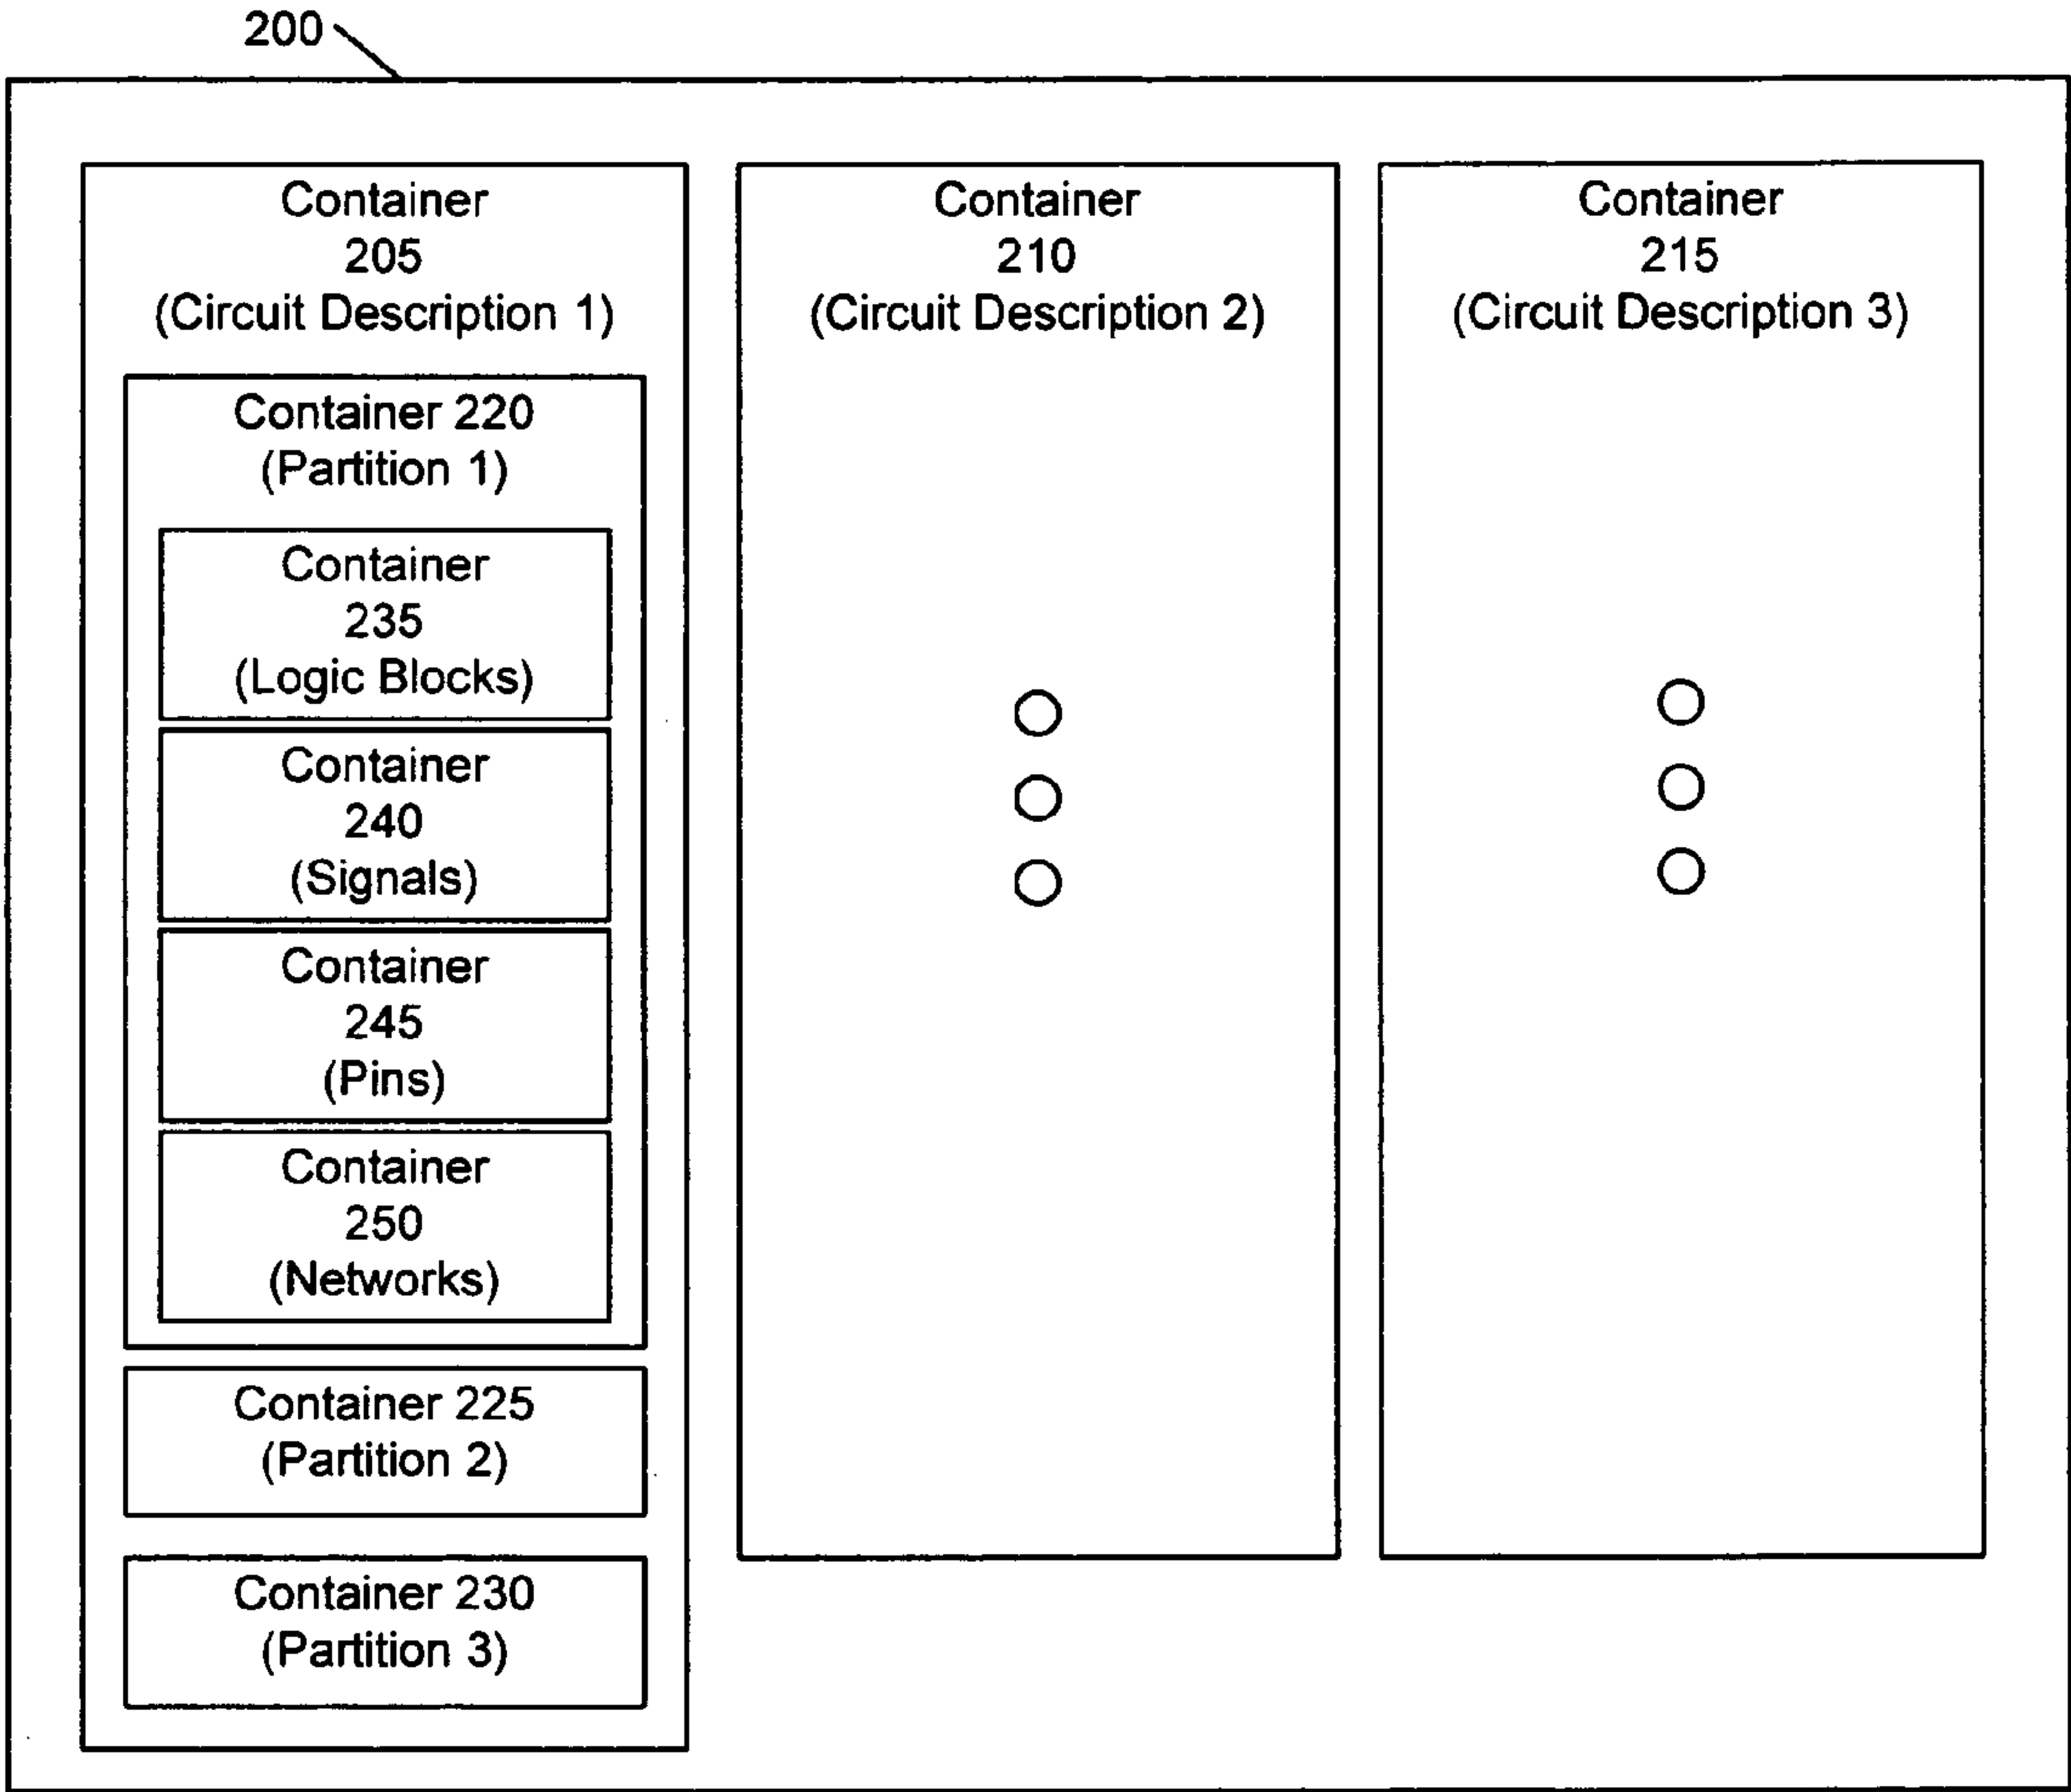 200
Container
205
(Circuit Description 1)
Container 220
(Partition 1)
Container
235
(Logic Blocks)
Container
240
(Signals)
Container
245
(Pins)
Container
250
(Networks)
Container 225
(Partition 2)
Container 230
(Partition 3)
Container
210
(Circuit Description 2)
Container
215
(Circuit Description 3)